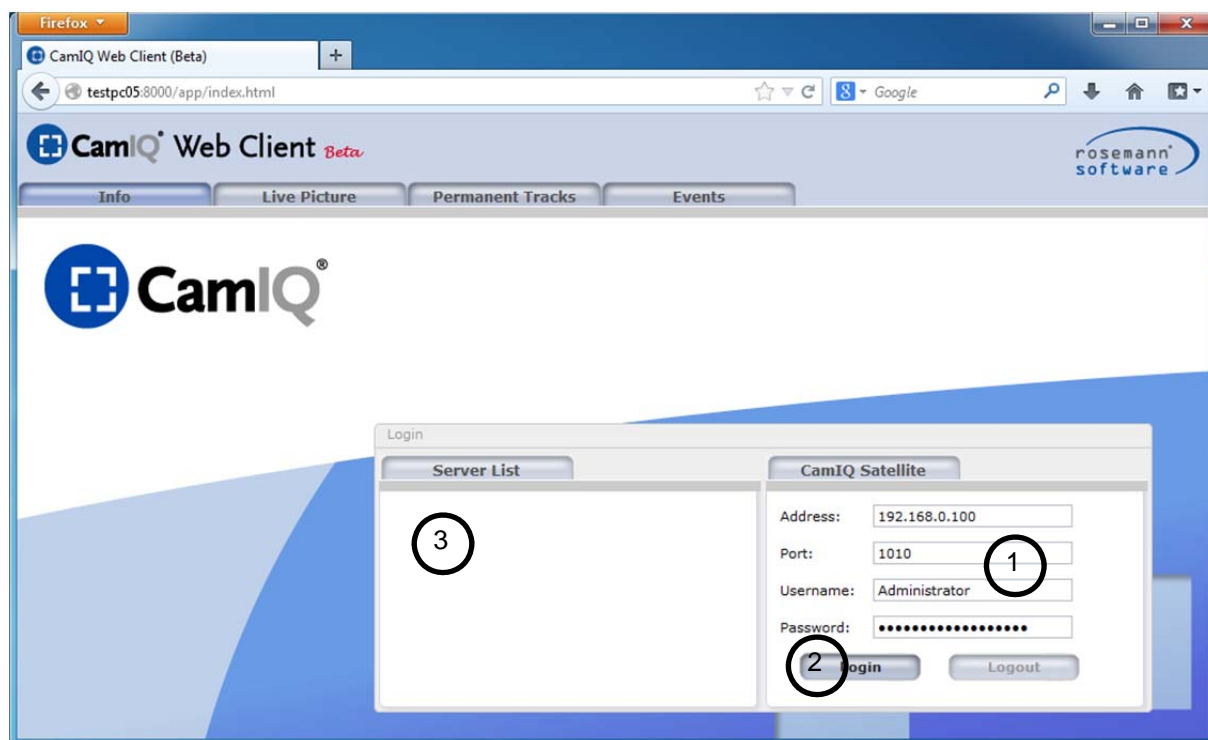 Firefox
CamIQ Web Client (Beta)
+
testpc05:8000/app/index.html
8 Google
CamIQ® Web Client Beta
rosemann®
software
Info Live Picture Permanent Tracks Events
CamIQ®
Login
Server List CamIQ Satellite
Address: 192.168.0.100
3
Port: 1010
1
Username: Administrator
Password: ••••••••••••••••••
2 Login Logout